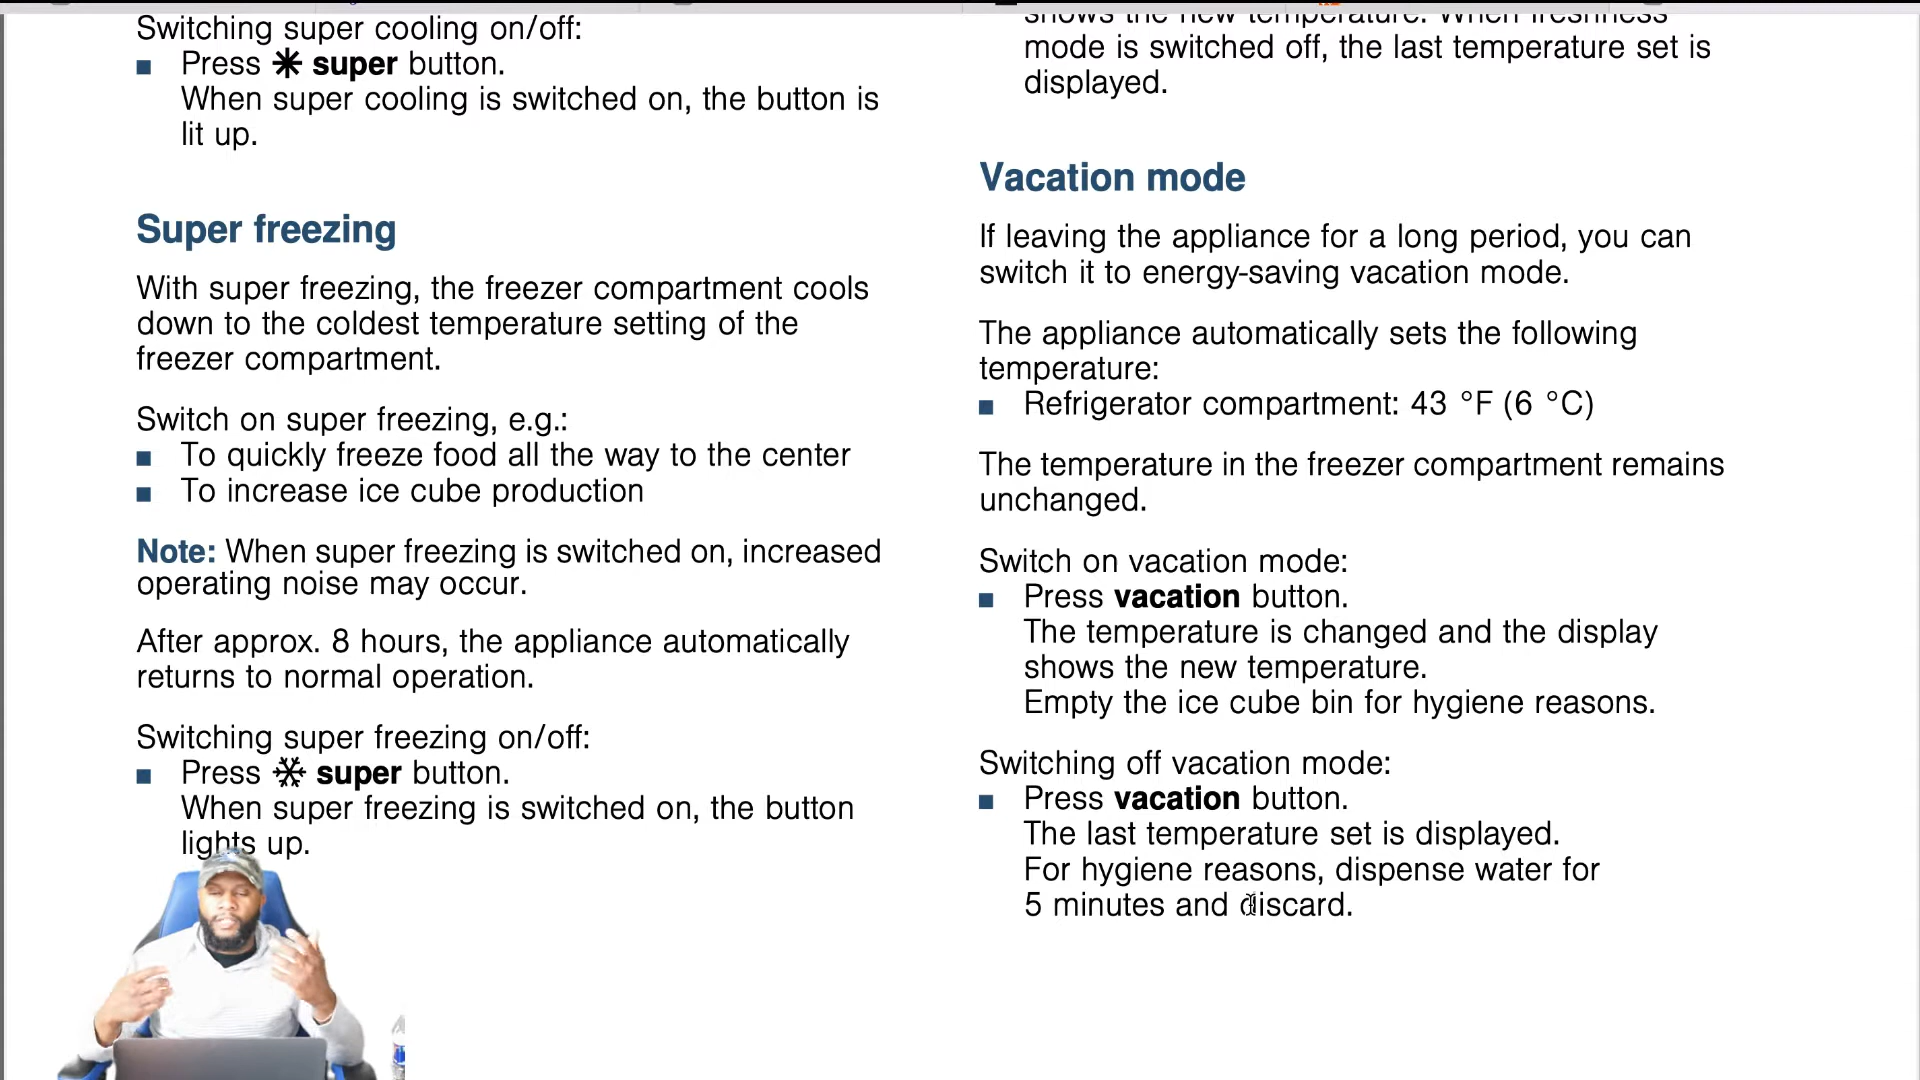 Switching super cooling on/off:
■ Press super button.
When super cooling is switched on, the button is
lit up.
Super freezing
With super freezing, the freezer compartment cools
down to the coldest temperature setting of the
freezer compartment.
Switch on super freezing, e.g.:
■ To quickly freeze food all the way to the center
■ To increase ice cube production
Note: When super freezing is switched on, increased
operating noise may occur.
After approx. 8 hours, the appliance automatically
returns to normal operation.
Switching super freezing on/off:
■ Press super button.
When super freezing is switched on, the button
lights up.
shows the new temperature. When freshness
mode is switched off, the last temperature set is
displayed.
Vacation mode
If leaving the appliance for a long period, you can
switch it to energy-saving vacation mode.
The appliance automatically sets the following
temperature:
■ Refrigerator compartment: 43 °F (6 °C)
The temperature in the freezer compartment remains
unchanged.
Switch on vacation mode:
■ Press vacation button.
The temperature is changed and the display
shows the new temperature.
Empty the ice cube bin for hygiene reasons.
Switching off vacation mode:
■ Press vacation button.
The last temperature set is displayed.
For hygiene reasons, dispense water for
5 minutes and discard.